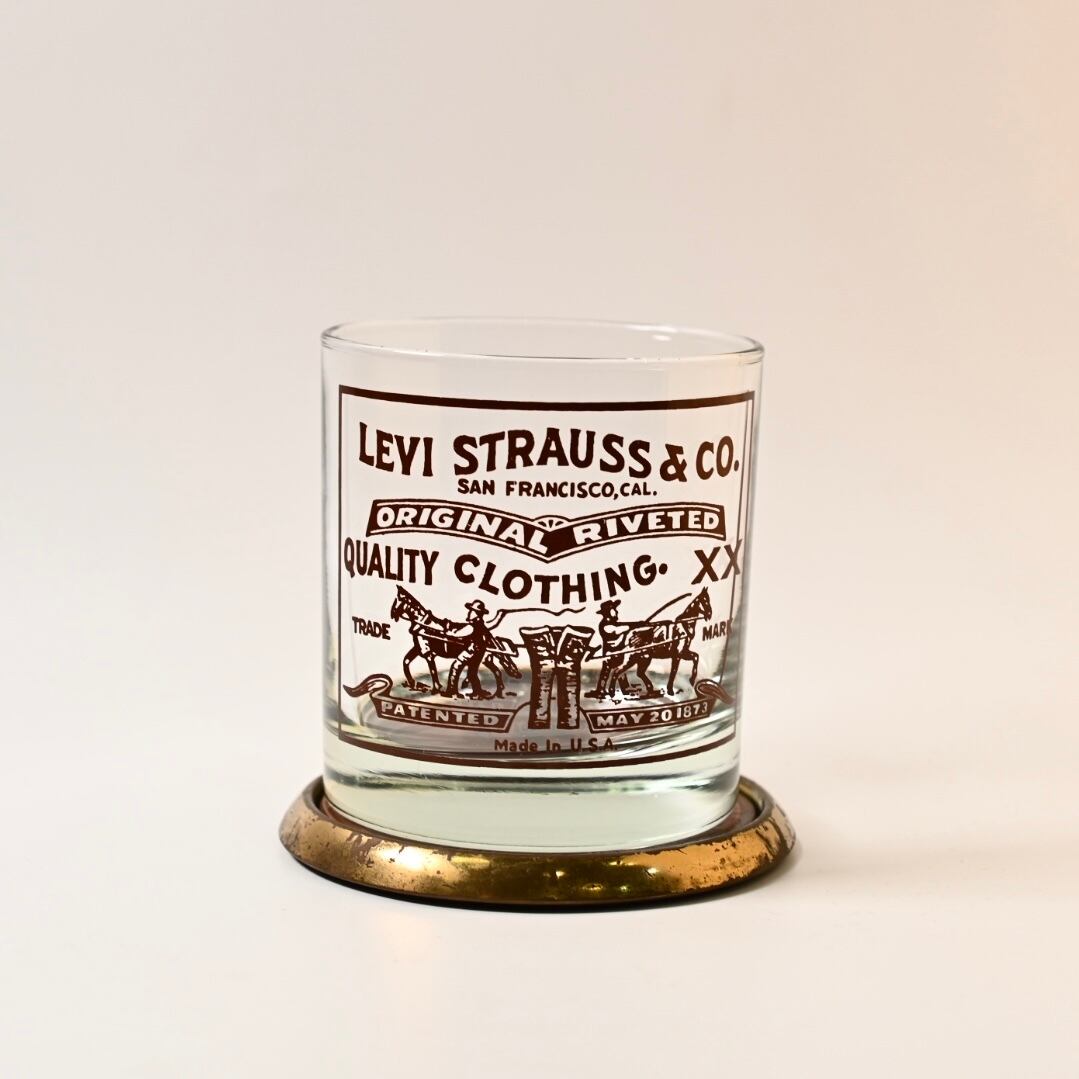 LEVI STRAUSS & CO.
SAN FRANCISCO, CAL.
ORIGINAL RIVETED
QUALITY CLOTHING. XX
TRADE MARK
PATENTED MAY 20 1873
Made In U.S.A.